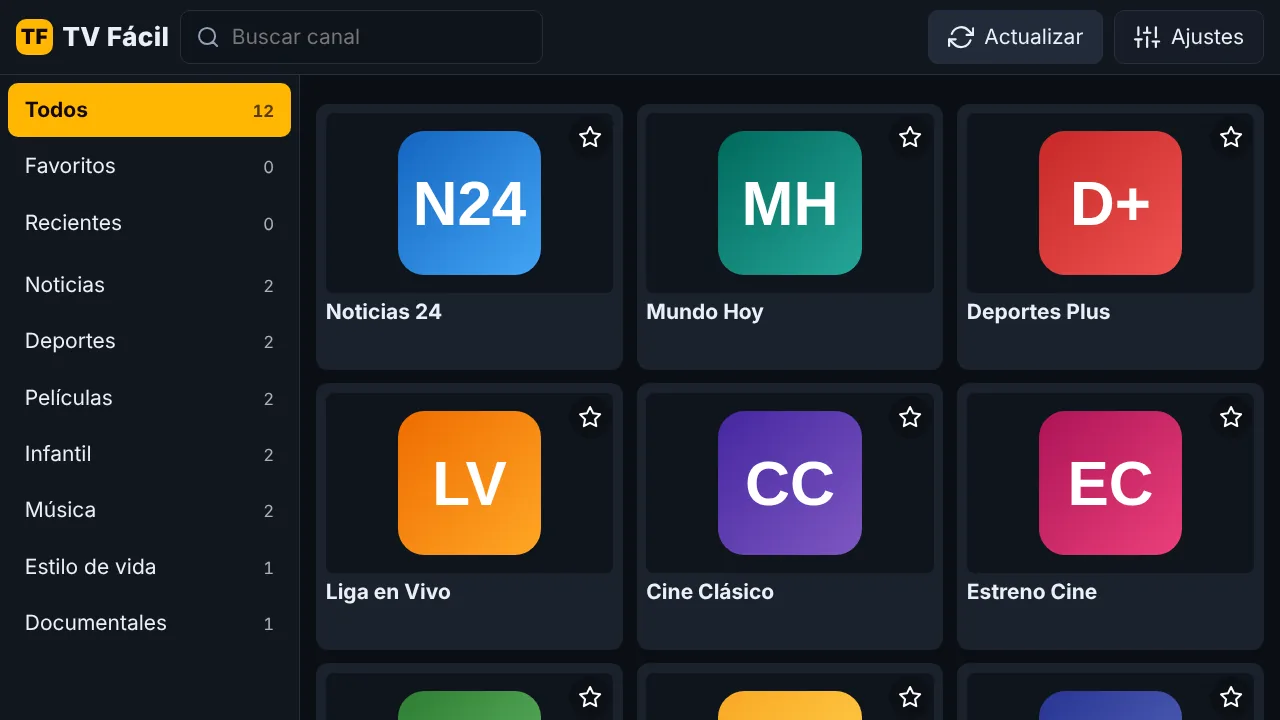 TF TV Fácil
Buscar canal
Actualizar
Ajustes
Todos 12
Favoritos 0
Recientes 0
Noticias 2
Deportes 2
Películas 2
Infantil 2
Música 2
Estilo de vida 1
Documentales 1
N24
MH
D+
Noticias 24
Mundo Hoy
Deportes Plus
LV
CC
EC
Liga en Vivo
Cine Clásico
Estreno Cine